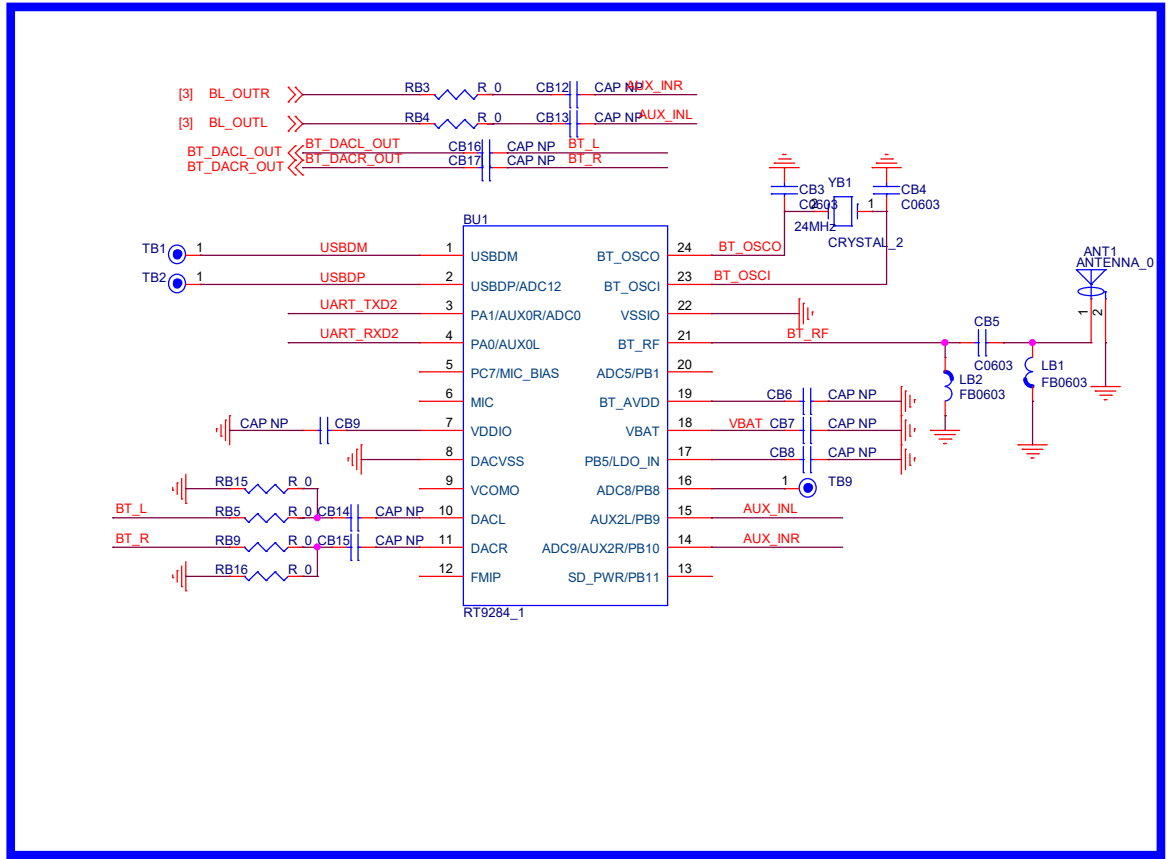 [3] BL_OUTR RB3 R_0 CB12 CAP NP AUX_INR
[3] BL_OUTL RB4 R_0 CB13 CAP NP AUX_INL
BT_DACL_OUT BT_DACL_OUT CB16 CAP NP BT_L
BT_DACR_OUT BT_DACR_OUT CB17 CAP NP BT_R
CB3 YB1 CB4
C0603 2 1 C0603
24MHz
CRYSTAL_2
BU1
TB1 1 USBDM 1 USBDM BT_OSCO 24 BT_OSCO
TB2 1 USBDP 2 USBDP/ADC12 BT_OSCI 23 BT_OSCI
ANT1
ANTENNA_0
1 2
UART_TXD2 3 PA1/AUX0R/ADC0 VSSIO 22
UART_RXD2 4 PA0/AUX0L BT_RF 21 BT_RF
CB5
C0603
LB1
FB0603
LB2
FB0603
5 PC7/MIC_BIAS ADC5/PB1 20
6 MIC BT_AVDD 19 CB6 CAP NP
CAP NP CB9 7 VDDIO VBAT 18 VBAT CB7 CAP NP
8 DACVSS PB5/LDO_IN 17 CB8 CAP NP
9 VCOMO ADC8/PB8 16 1 TB9
RB15 R_0
BT_L RB5 R_0 CB14 CAP NP 10 DACL AUX2L/PB9 15 AUX_INL
BT_R RB9 R_0 CB15 CAP NP 11 DACR ADC9/AUX2R/PB10 14 AUX_INR
RB16 R_0 12 FMIP SD_PWR/PB11 13
RT9284_1